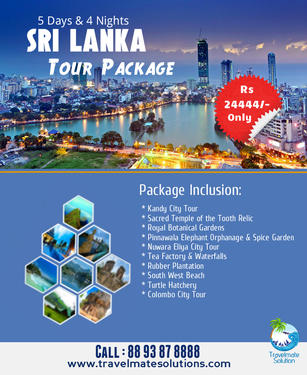 5 Days & 4 Nights
SRI LANKA
TOUR PACKAGE
Rs
24444/-
Only
Package Inclusion:
* Kandy City Tour
* Sacred Temple of the Tooth Relic
* Royal Botanical Gardens
* Pinnawala Elephant Orphanage & Spice Garden
* Nuwara Eliya City Tour
* Tea Factory & Waterfalls
* Rubber Plantation
* South West Beach
* Turtle Hatchery
* Colombo City Tour
Travelmate
Solution
CALL : 88 93 87 8888
www.travelmatesolutions.com